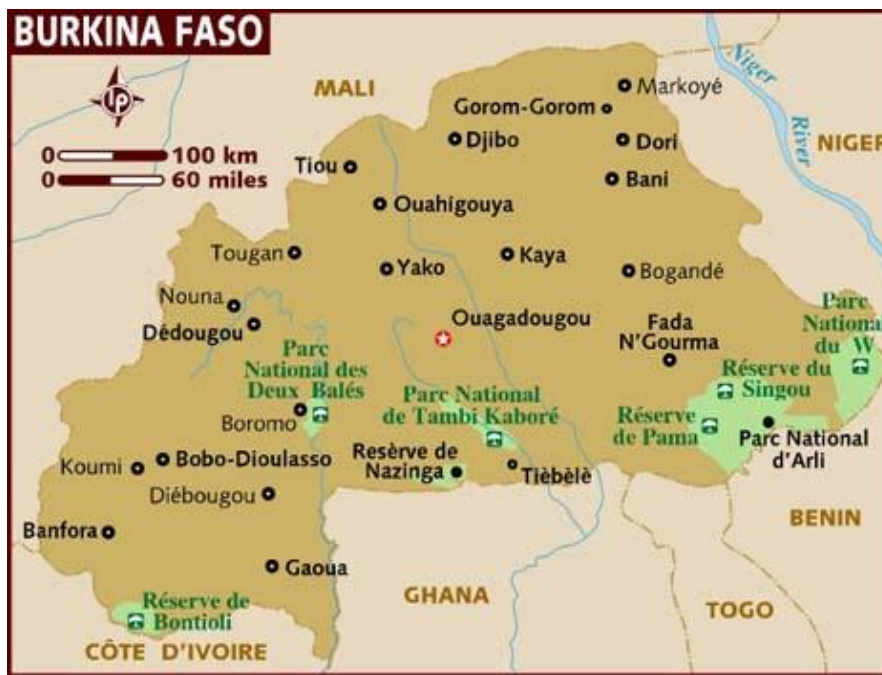 BURKINA FASO
lp
0 100 km
0 60 miles
MALI
Niger
River
NIGER
Markoyé
Gorom-Gorom
Djibo
Dori
Tiou
Bani
Ouahigouya
Tougan
Yako
Kaya
Bogandé
Nouna
Dédougou
Ouagadougou
Fada
N'Gourma
Parc
National
du W
Parc
National des
Deux Balés
Réserve du
Singou
Parc National
de Tambi Kaboré
Boromo
Réserve
de Pama
Parc National
d'Arli
Koumi
Bobo-Dioulasso
Resèrve de
Nazinga
Tièbèlè
Diébougou
Banfora
BENIN
Gaoua
GHANA
TOGO
Réserve de
Bontioli
CÔTE D'IVOIRE